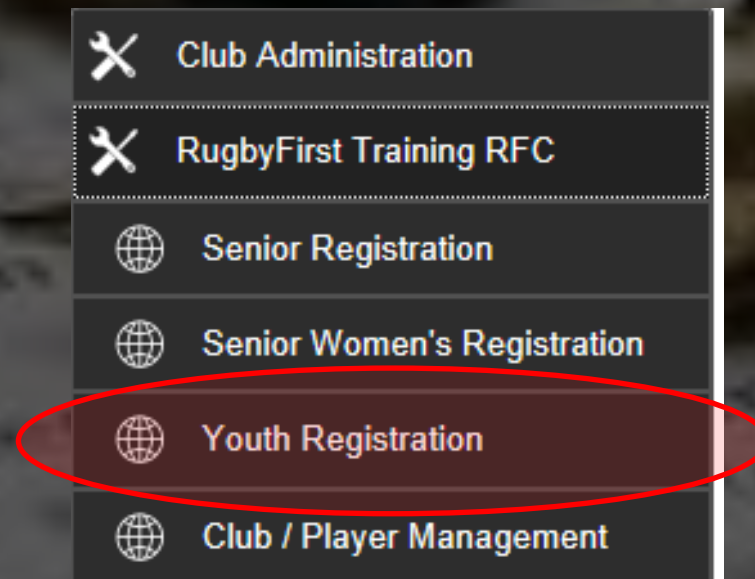 Club Administration
RugbyFirst Training RFC
Senior Registration
Senior Women's Registration
Youth Registration
Club / Player Management